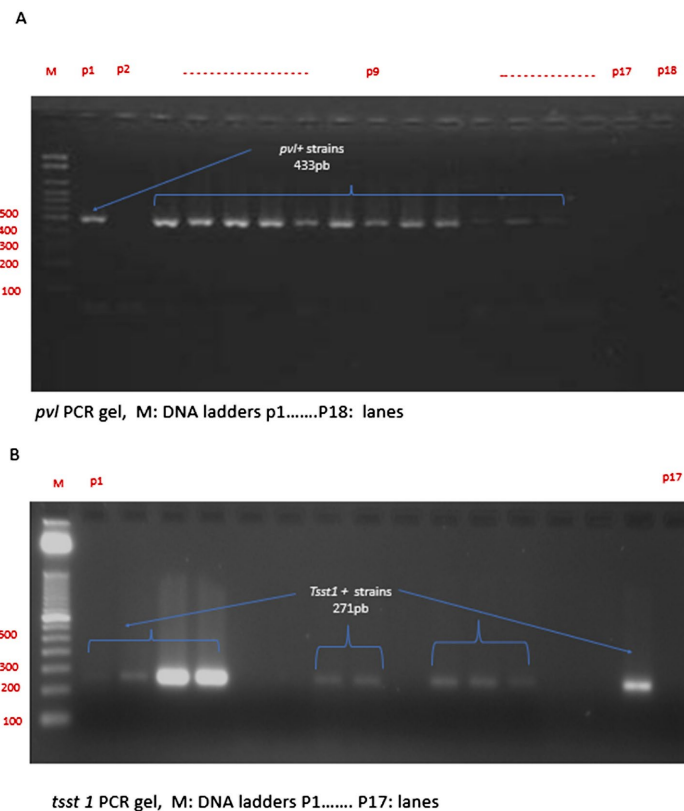 A
M p1 p2 ------------------ p9 -------------- p17 p18
pvl+ strains
433pb
500
400
300
200
100
pvl PCR gel, M: DNA ladders p1.......P18: lanes
B
M p1 p17
Tsst1 + strains
271pb
500
300
200
100
tsst 1 PCR gel, M: DNA ladders P1....... P17: lanes